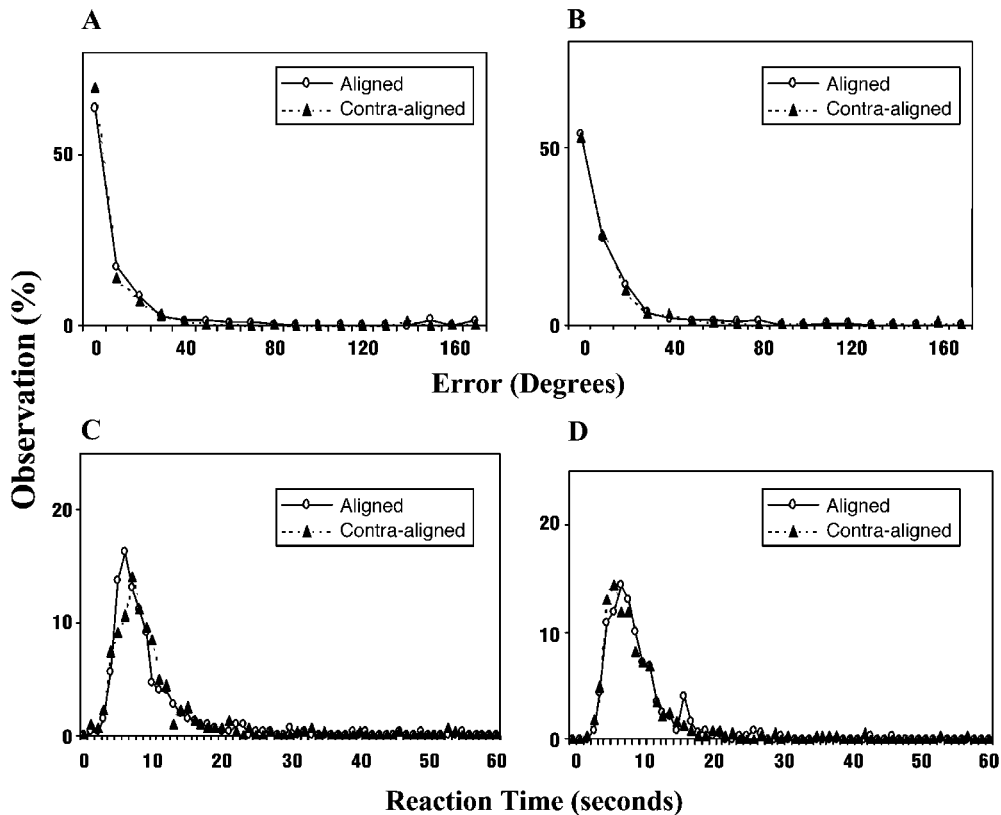 A
B
Aligned
Contra-aligned
Aligned
Contra-aligned
50
50
0
0
0 40 80 120 160
0 40 80 120 160
Error (Degrees)
Observation (%)
C
D
Aligned
Contra-aligned
Aligned
Contra-aligned
20
20
10
10
0
0
0 10 20 30 40 50 60
0 10 20 30 40 50 60
Reaction Time (seconds)